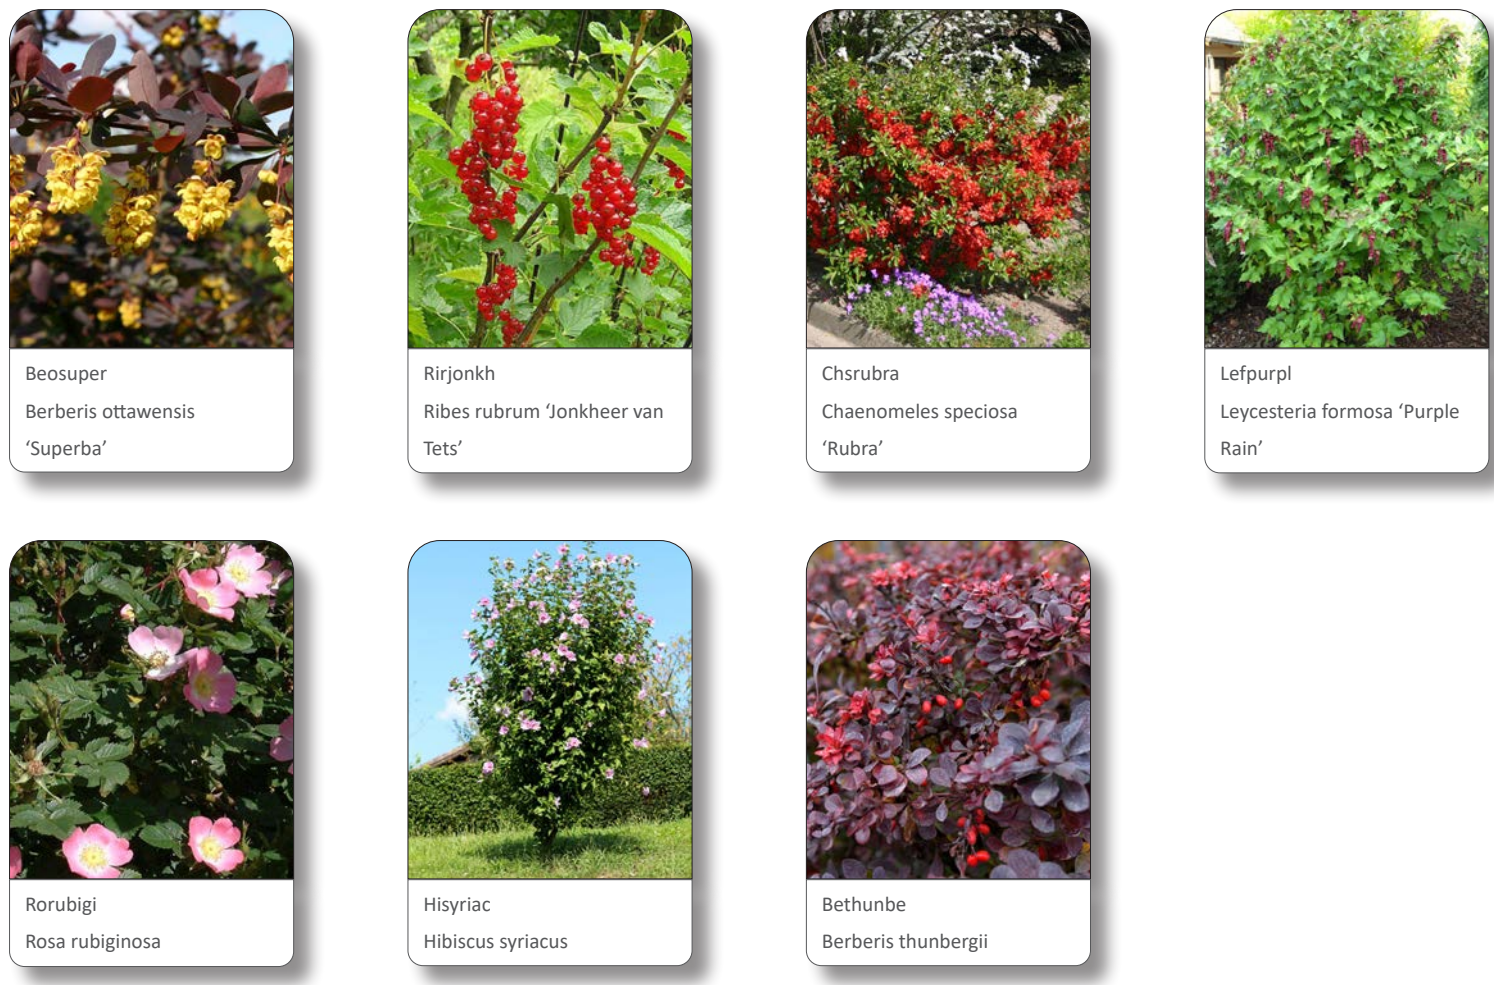 Beosuper
Berberis ottawensis
‘Superba’
Rirjonkh
Ribes rubrum ‘Jonkheer van
Tets’
Chsrubra
Chaenomeles speciosa
‘Rubra’
Lefpurpl
Leycesteria formosa ‘Purple
Rain’
Rorubigi
Rosa rubiginosa
Hisyriac
Hibiscus syriacus
Bethunbe
Berberis thunbergii